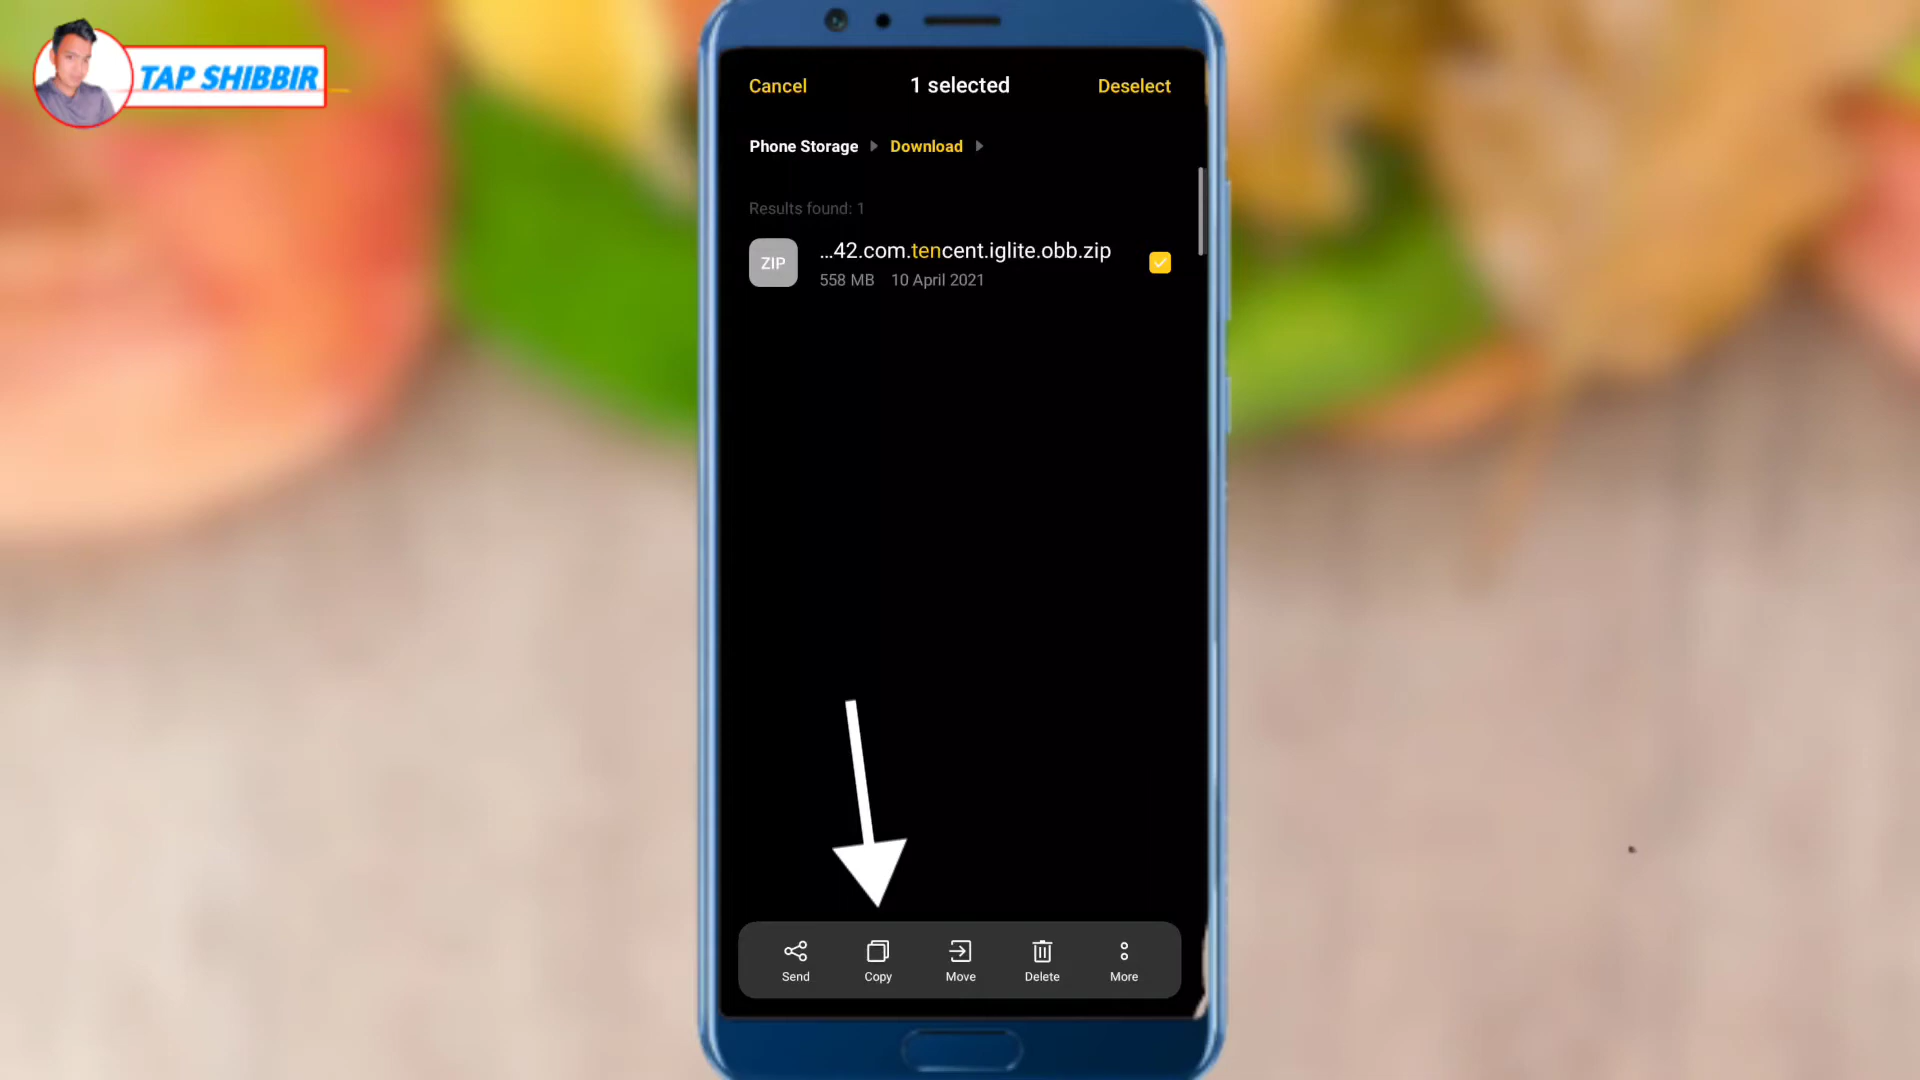 TAP SHIBBIR
Cancel 1 selected Deselect
Phone Storage Download
Results found: 1
ZIP
...42.com.tencent.iglite.obb.zip
558 MB 10 April 2021
Send Copy Move Delete More